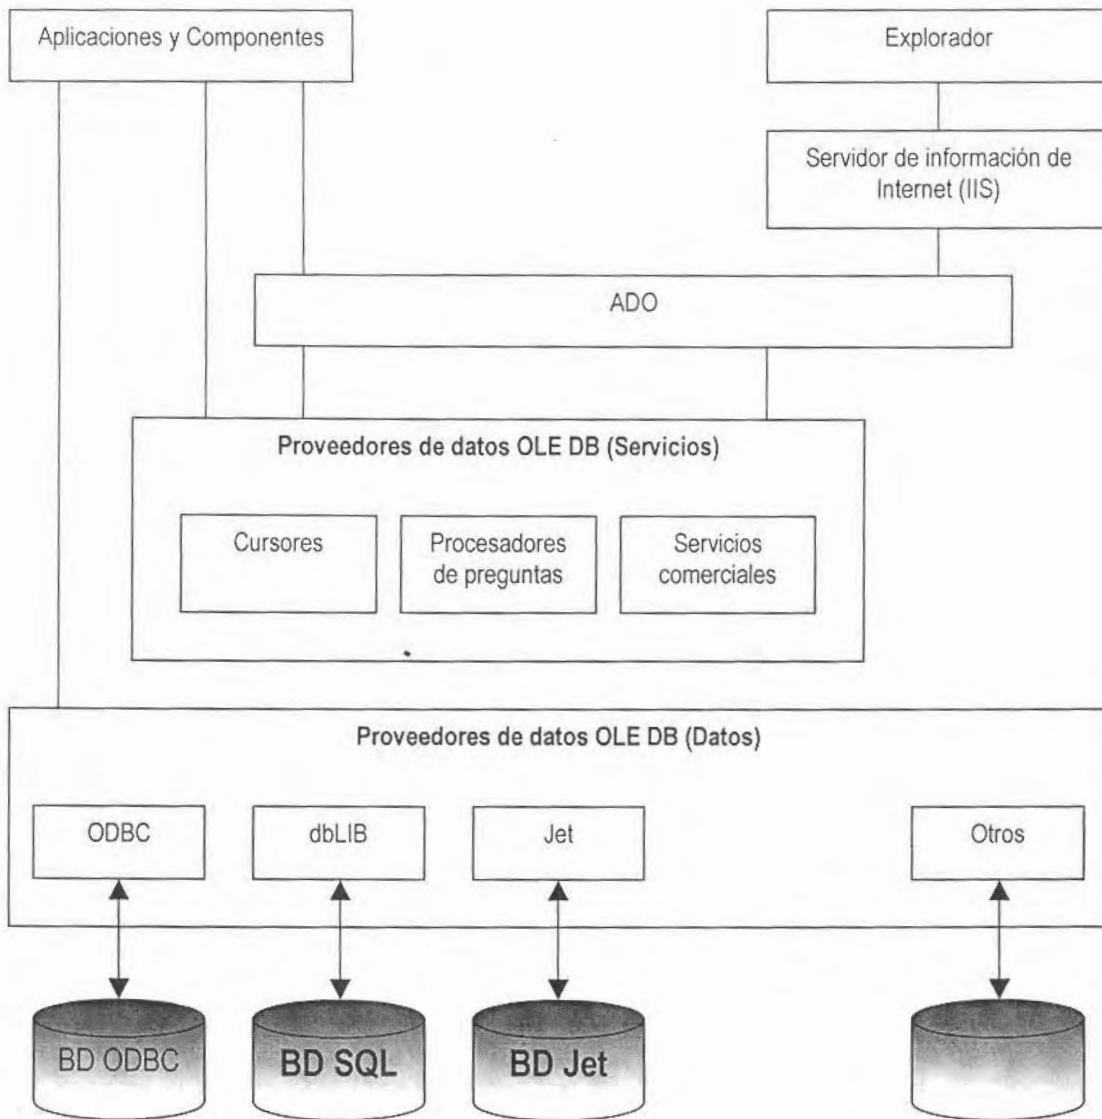 Aplicaciones y Componentes
Explorador
Servidor de información de
Internet (IIS)
ADO
Proveedores de datos OLE DB (Servicios)
Cursores
Procesadores
de preguntas
Servicios
comerciales
Proveedores de datos OLE DB (Datos)
ODBC
dbLIB
Jet
Otros
BD ODBC
BD SQL
BD Jet